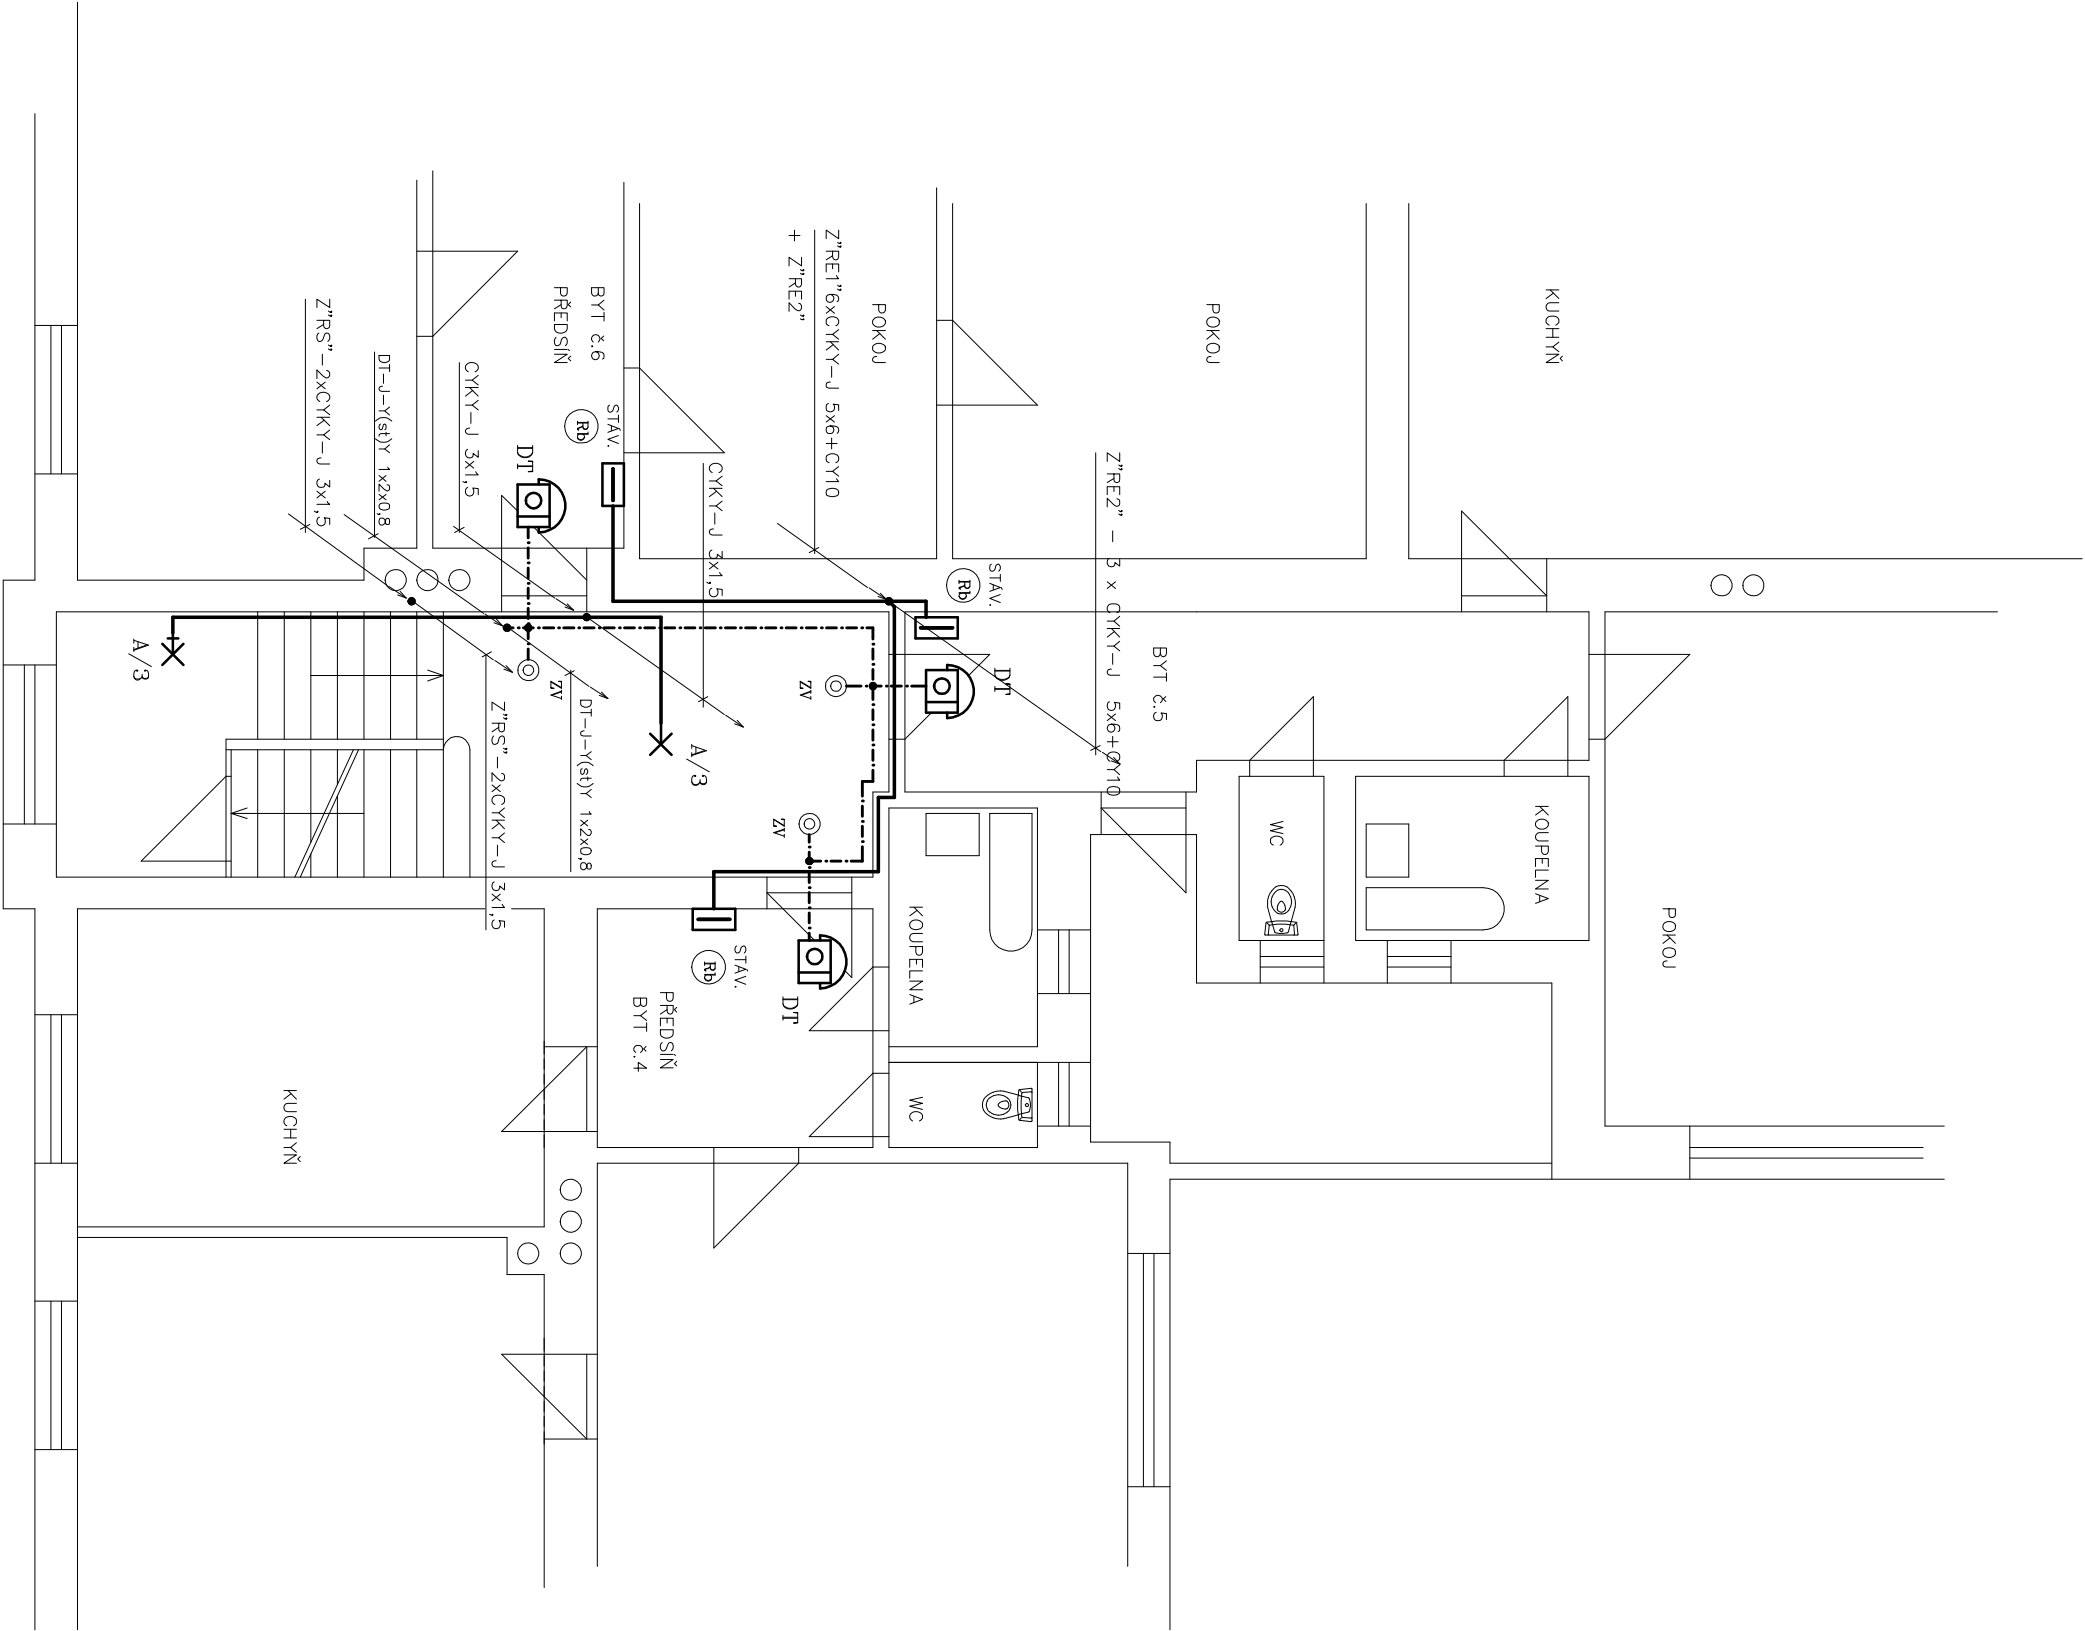 KUCHYŇ
POKOJ
POKOJ
BYT č.6
PŘEDSÍŇ
Z"RE1"6xCYKY-J 5x6+CY10
+ Z"RE2"
Z"RS"-2xCYKY-J 3x1,5
DT-J-Y(st)Y 1x2x0,8
CYKY-J 3x1,5
STÁV.
Rb
DT
CYKY-J 3x1,5
Z"RE2" - 3 x CYKY-J 5x6+CY10
STÁV.
Rb
BYT č.5
DT
A/3
ZV
ZV
Z"RS"-2xCYKY-J 3x1,5
DT-J-Y(st)Y 1x2x0,8
A/3
ZV
WC
KOUPELNA
POKOJ
KOUPELNA
STÁV.
Rb
DT
PŘEDSÍŇ
BYT č.4
WC
KUCHYŇ